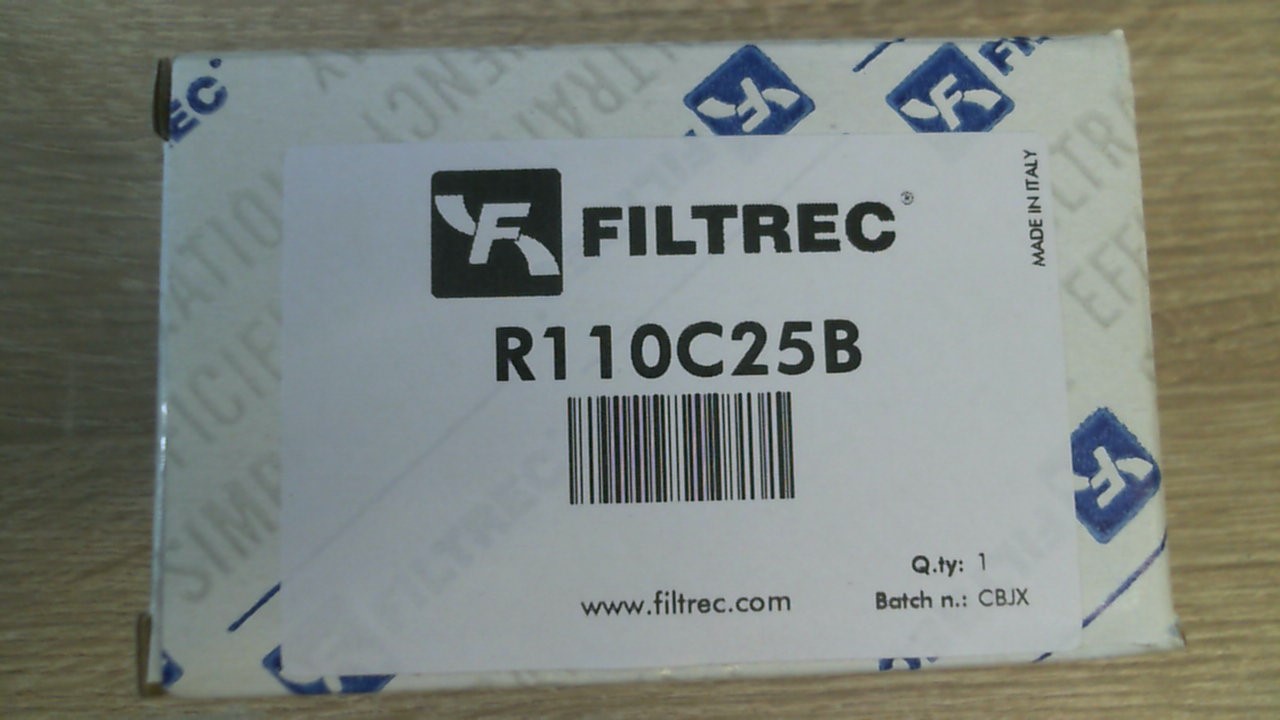 FILTREC®
MADE IN ITALY
R110C25B
Q.ty: 1
www.filtrec.com
Batch n.: CBJX